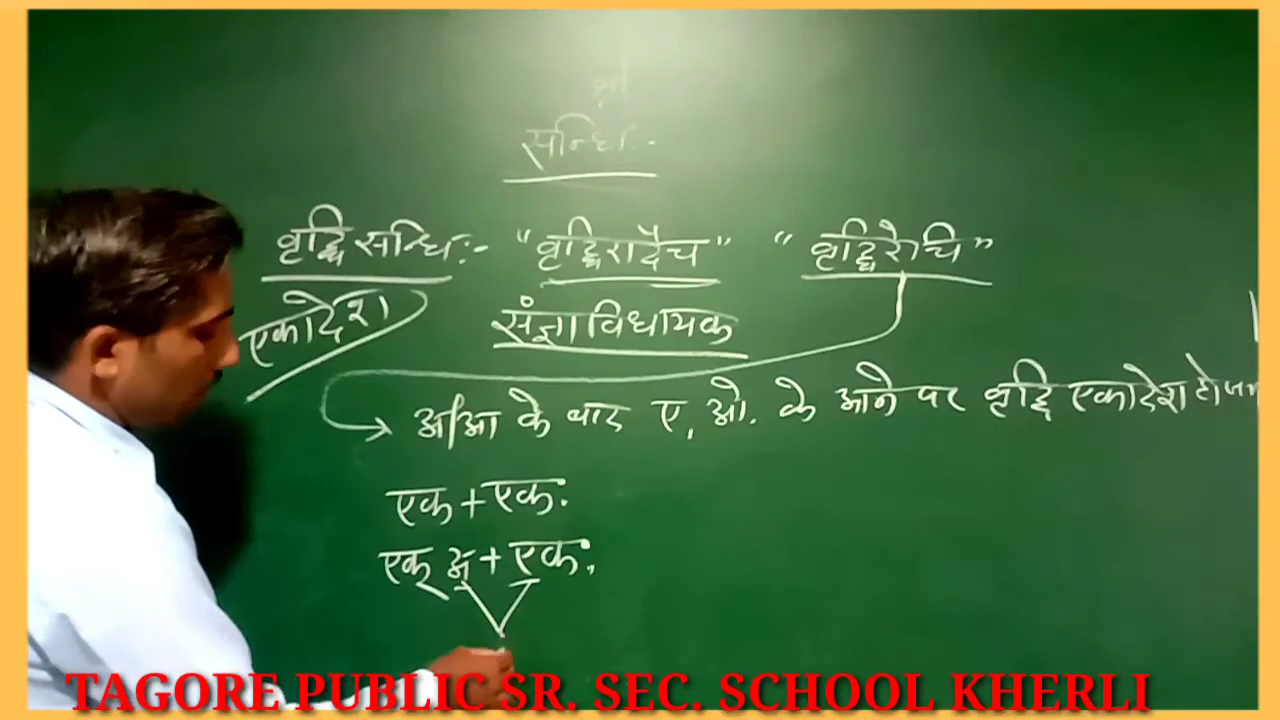 सन्धिः-
वृद्धि सन्धिः- "वृद्धिरादैच" "वृद्धिरेचि"
एकादेश
संज्ञा विधायक
अ/आ के बाद ए, ओ. के आने पर वृद्धि एकादेश हो
एक + एकः
एक् अ + एकः
TAGORE PUBLIC SR. SEC. SCHOOL KHERLI